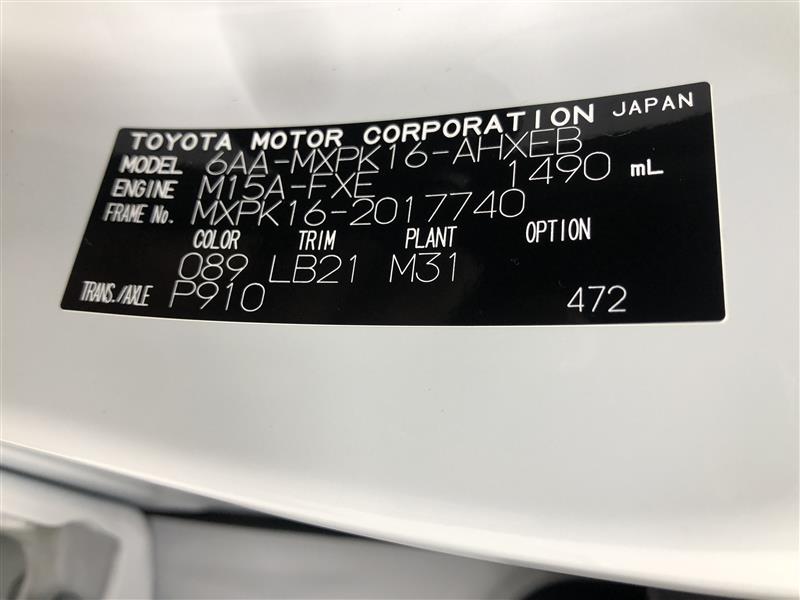 TOYOTA MOTOR CORPORATION JAPAN
MODEL 6AA-MXPK16-AHXEB
ENGINE M15A-FXE 1490 mL
FRAME No. MXPK16-2017740
COLOR TRIM PLANT OPTION
089 LB21 M31
TRANS./AXLE P910 472